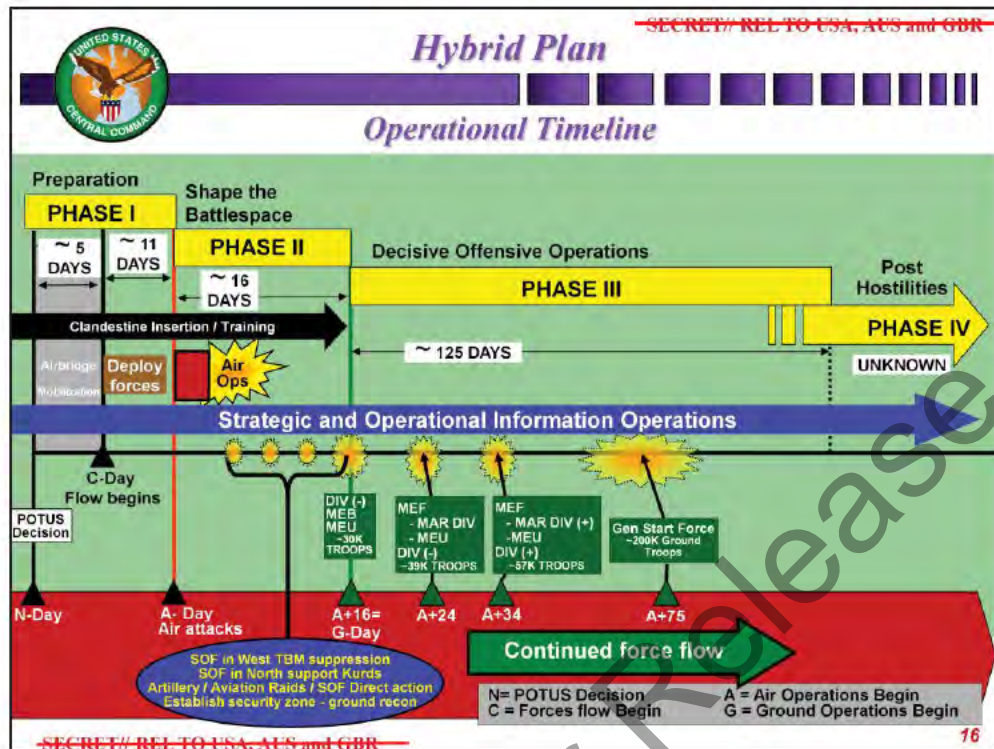 SECRET// REL TO USA, AUS and GBR
Hybrid Plan
UNITED STATES
CENTRAL COMMAND
Operational Timeline
Preparation
PHASE I
Shape the
Battlespace
PHASE II
~ 5
DAYS
~ 11
DAYS
~ 16
DAYS
Decisive Offensive Operations
PHASE III
Post
Hostilities
PHASE IV
UNKNOWN
Clandestine Insertion / Training
~ 125 DAYS
Airbridge
Mobilization
Deploy
forces
Air
Ops
Strategic and Operational Information Operations
C-Day
Flow begins
POTUS
Decision
DIV (-)
MEB
MEU
~30K
TROOPS
MEF
- MAR DIV
- MEU
DIV (-)
~39K TROOPS
MEF
- MAR DIV (+)
-MEU
DIV (+)
~57K TROOPS
Gen Start Force
~200K Ground
Troops
N-Day
A- Day
Air attacks
A+16=
G-Day
A+24
A+34
A+75
SOF in West TBM suppression
SOF in North support Kurds
Artillery / Aviation Raids / SOF Direct action
Establish security zone - ground recon
Continued force flow
N= POTUS Decision
A = Air Operations Begin
C = Forces flow Begin
G = Ground Operations Begin
SECRET// REL TO USA, AUS and GBR
16
Release